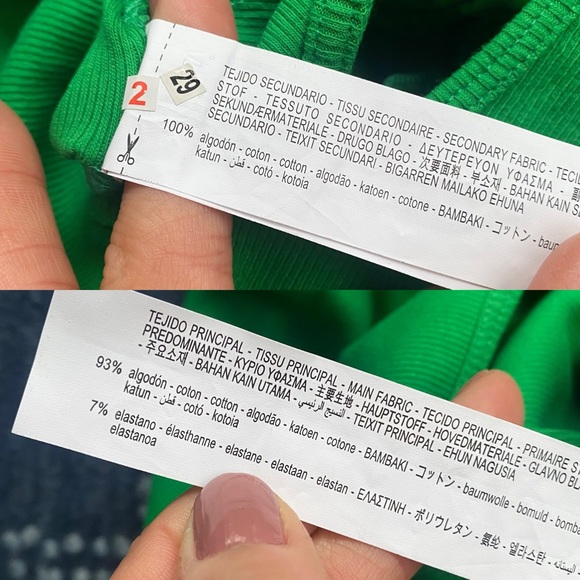 2
29
TEJIDO SECUNDARIO - TISSU SECONDAIRE - SECONDARY FABRIC - TECID
STOF - TESSUTO SECONDARIO - ΔΕΥΤΕΡΕΥΟΝ ΥΦΑΣΜΑ - 副
SEKUNDÆRMATERIALE - DRUGO BLAGO - 次要面料 - 부소재 - BAHAN KAIN S
SECUNDARIO - TEIXIT SECUNDARI - BIGARREN MAILAKO EHUNA
100% algodón - coton - cotton - algodão - katoen - cotone - BAMBAKI - コットン - baum
katun - قطن - cotó - kotoia
TEJIDO PRINCIPAL - TISSU PRINCIPAL - MAIN FABRIC - TECIDO PRINCIPAL - PRIMAIRE S
PREDOMINANTE - ΚΥΡΙΟ ΥΦΑΣΜΑ - 主要生地 - HAUPTSTOFF - HOVEDMATERIALE - GLAVNO BL
- 주요소재 - BAHAN KAIN UTAMA - النسيج الرئيسي - TEIXIT PRINCIPAL - EHUN NAGUSIA
93% algodón - coton - cotton - algodão - katoen - cotone - BAMBAKI - コットン - baumwolle - bomuld - bomba
katun - قطن - cotó - kotoia
7% elastano - élasthanne - elastane - elastaan - elastan - ΕΛΑΣΤΙΝΗ - ポリウレタン - 氨纶 - 엘라스탄 - اليستانه
elastanoa